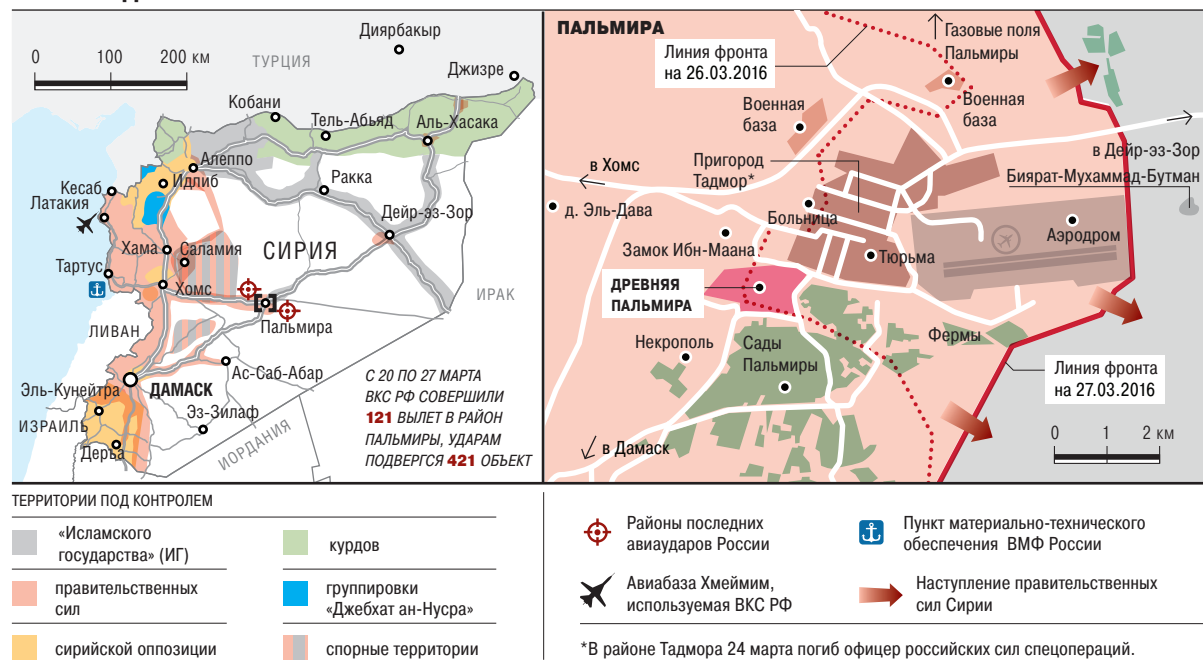 0 100 200 КМ
Диярбакыр
ТУРЦИЯ
Джизре
Кобани
Тель-Абьяд
Аль-Хасака
Алеппо
Идлиб
Ракка
Кесаб
Латакия
Дейр-эз-Зор
Хама
Саламия
СИРИЯ
Тартус
Хомс
ИРАК
Пальмира
ЛИВАН
Ас-Саб-Абар
Эль-Кунейтра
ДАМАСК
Эз-Зилаф
ИЗРАИЛЬ
Деръа
ИОРДАНИЯ
С 20 ПО 27 МАРТА
ВКС РФ СОВЕРШИЛИ
121 ВЫЛЕТ В РАЙОН
ПАЛЬМИРЫ, УДАРАМ
ПОДВЕРГСЯ 421 ОБЪЕКТ
ПАЛЬМИРА
Линия фронта
на 26.03.2016
Газовые поля
Пальмиры
Военная
база
Военная
база
в Хомс
Пригород
Тадмор*
в Дейр-эз-Зор
Биярат-Мухаммад-Бутман
д. Эль-Дава
Больница
Замок Ибн-Маана
Аэродром
Тюрьма
ДРЕВНЯЯ
ПАЛЬМИРА
Некрополь
Сады
Пальмиры
Фермы
Линия фронта
на 27.03.2016
в Дамаск
0 1 2 КМ
ТЕРРИТОРИИ ПОД КОНТРОЛЕМ
«Исламского
государства» (ИГ)
правительственных
сил
сирийской оппозиции
курдов
группировки
«Джебхат ан-Нусра»
спорные территории
Районы последних
авиаударов России
Авиабаза Хмеймим,
используемая ВКС РФ
Пункт материально-технического
обеспечения ВМФ России
Наступление правительственных
сил Сирии
*В районе Тадмора 24 марта погиб офицер российских сил спецопераций.